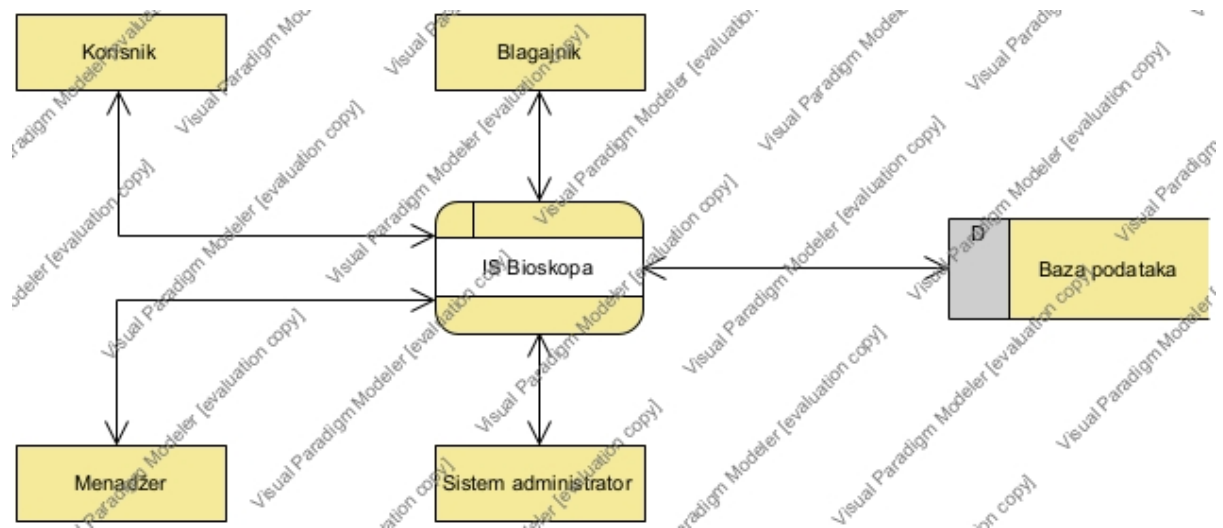 Korisnik
Blagajnik
IS Bioskopa
D
Baza podataka
Menadžer
Sistem administrator
Visual Paradigm Modeler [evaluation copy]